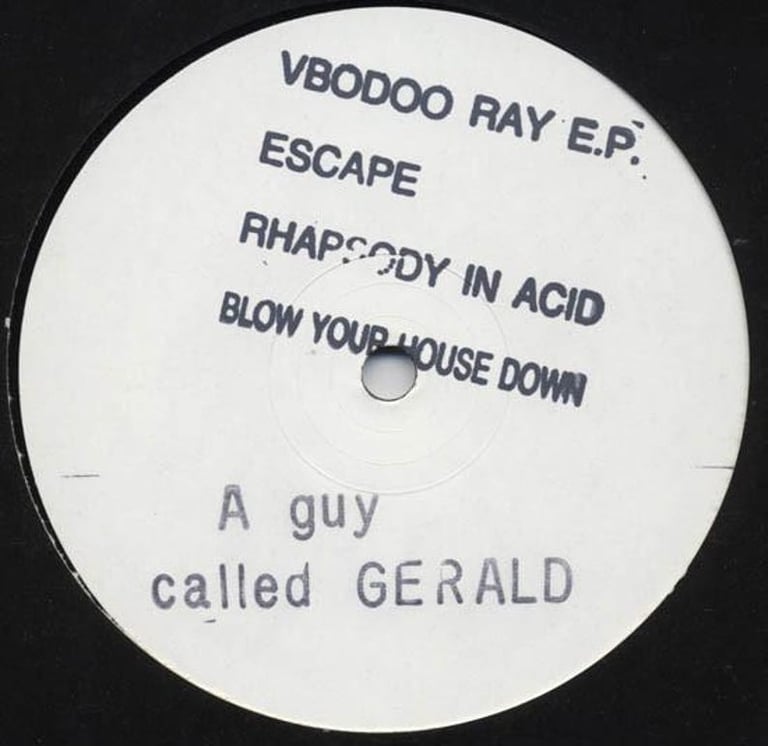 VBODOO RAY E.P.
ESCAPE
RHAPSODY IN ACID
BLOW YOUR HOUSE DOWN
A guy
called GERALD